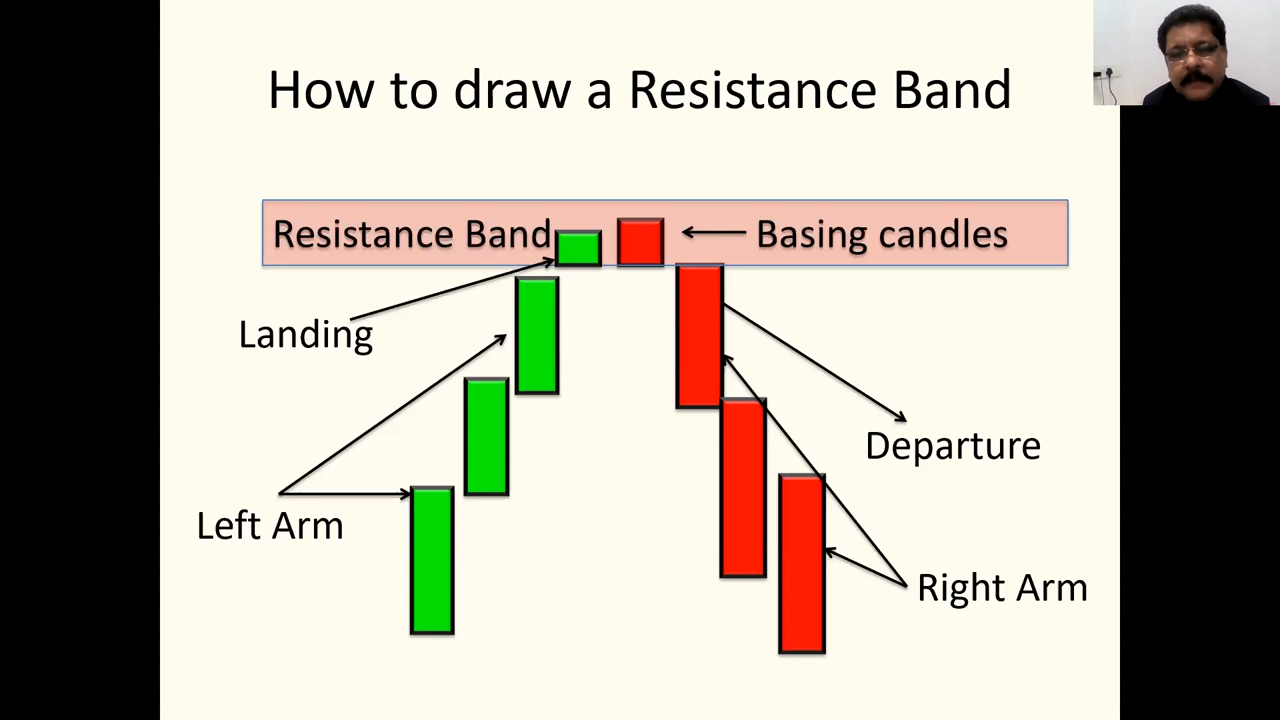 How to draw a Resistance Band
Resistance Band
Basing candles
Landing
Departure
Left Arm
Right Arm